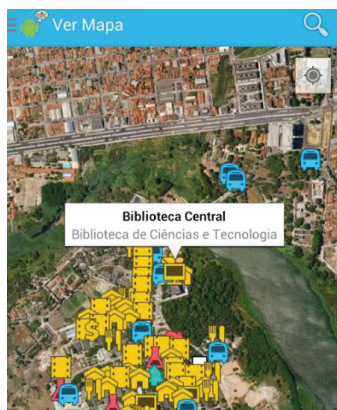 Ver Mapa
Biblioteca Central
Biblioteca de Ciências e Tecnologia